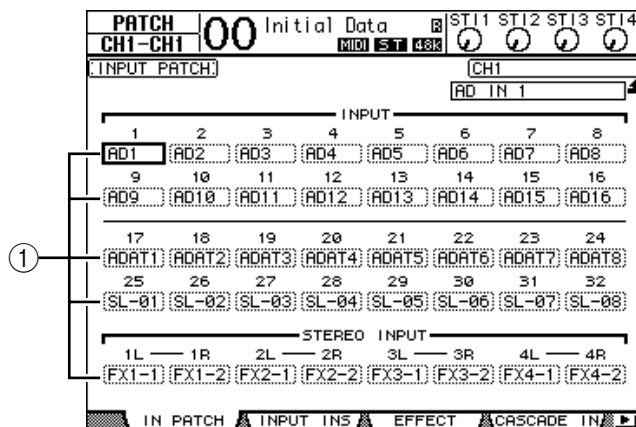 PATCH
CH1-CH1
00 Initial Data R
MIDI ST 48k
STI1 STI2 STI3 STI4
INPUT PATCH
CH1
AD IN 1
INPUT
1 2 3 4 5 6 7 8
AD1 AD2 AD3 AD4 AD5 AD6 AD7 AD8
9 10 11 12 13 14 15 16
AD9 AD10 AD11 AD12 AD13 AD14 AD15 AD16
1
17 18 19 20 21 22 23 24
ADAT1 ADAT2 ADAT3 ADAT4 ADAT5 ADAT6 ADAT7 ADAT8
25 26 27 28 29 30 31 32
SL-01 SL-02 SL-03 SL-04 SL-05 SL-06 SL-07 SL-08
STEREO INPUT
1L 1R 2L 2R 3L 3R 4L 4R
FX1-1 FX1-2 FX2-1 FX2-2 FX3-1 FX3-2 FX4-1 FX4-2
IN PATCH INPUT INS EFFECT CASCADE IN